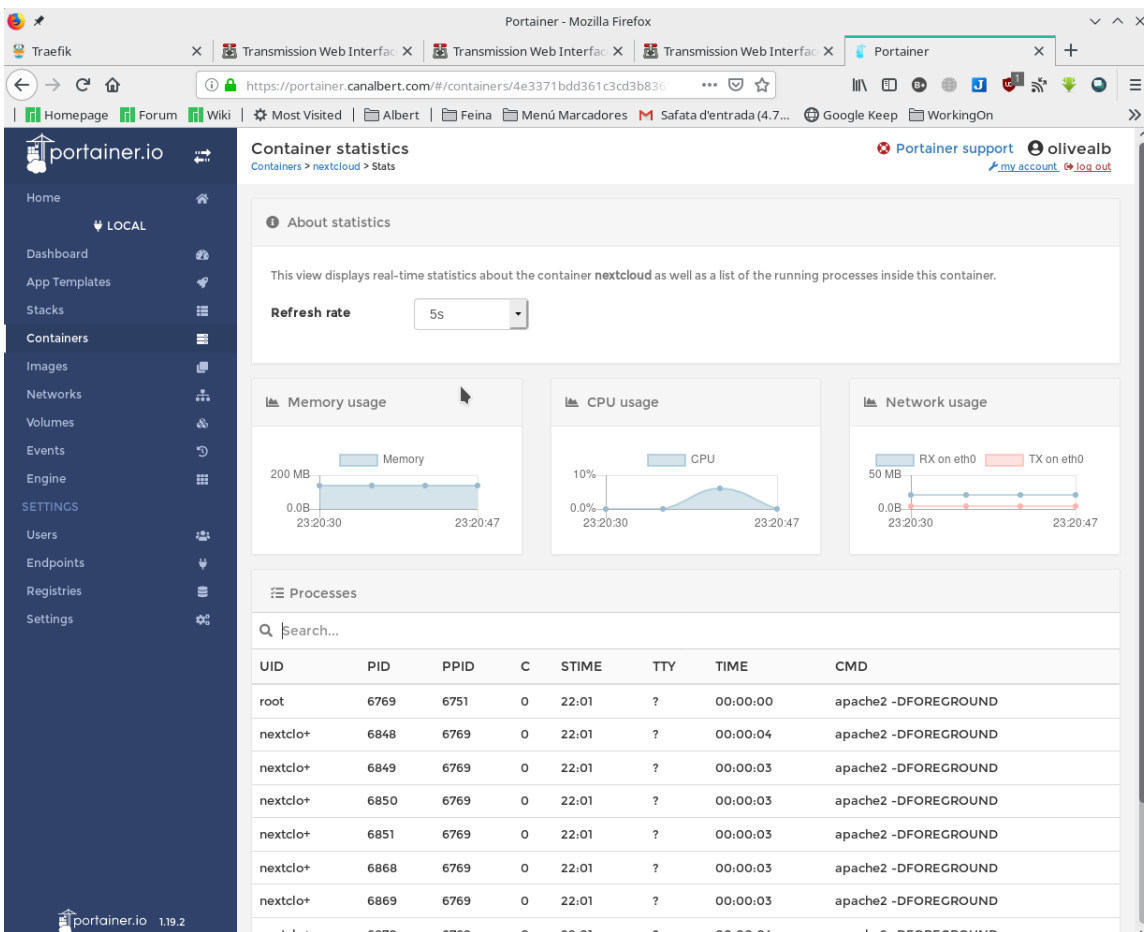 Portainer - Mozilla Firefox
Traefik
Transmission Web Interfac
Transmission Web Interfac
Transmission Web Interfac
Portainer
https://portainer.canalbert.com/#/containers/4e3371bdd361c3cd3b836
Homepage
Forum
Wiki
Most Visited
Albert
Feina
Menú Marcadores
Safata d'entrada (4.7...
Google Keep
WorkingOn
portainer.io
Home
LOCAL
Dashboard
App Templates
Stacks
Containers
Images
Networks
Volumes
Events
Engine
SETTINGS
Users
Endpoints
Registries
Settings
portainer.io 1.19.2
Container statistics
Containers > nextcloud > Stats
Portainer support
olivealb
my account
log out
About statistics
This view displays real-time statistics about the container nextcloud as well as a list of the running processes inside this container.
Refresh rate 5s
Memory usage
Memory
200 MB
0.0B
23:20:30 23:20:47
CPU usage
CPU
10%
0.0%
23:20:30 23:20:47
Network usage
RX on eth0 TX on eth0
50 MB
0.0B
23:20:30 23:20:47
Processes
Search...
UID PID PPID C STIME TTY TIME CMD
root 6769 6751 0 22:01 ? 00:00:00 apache2 -DFOREGROUND
nextclo+ 6848 6769 0 22:01 ? 00:00:04 apache2 -DFOREGROUND
nextclo+ 6849 6769 0 22:01 ? 00:00:03 apache2 -DFOREGROUND
nextclo+ 6850 6769 0 22:01 ? 00:00:03 apache2 -DFOREGROUND
nextclo+ 6851 6769 0 22:01 ? 00:00:03 apache2 -DFOREGROUND
nextclo+ 6868 6769 0 22:01 ? 00:00:03 apache2 -DFOREGROUND
nextclo+ 6869 6769 0 22:01 ? 00:00:03 apache2 -DFOREGROUND